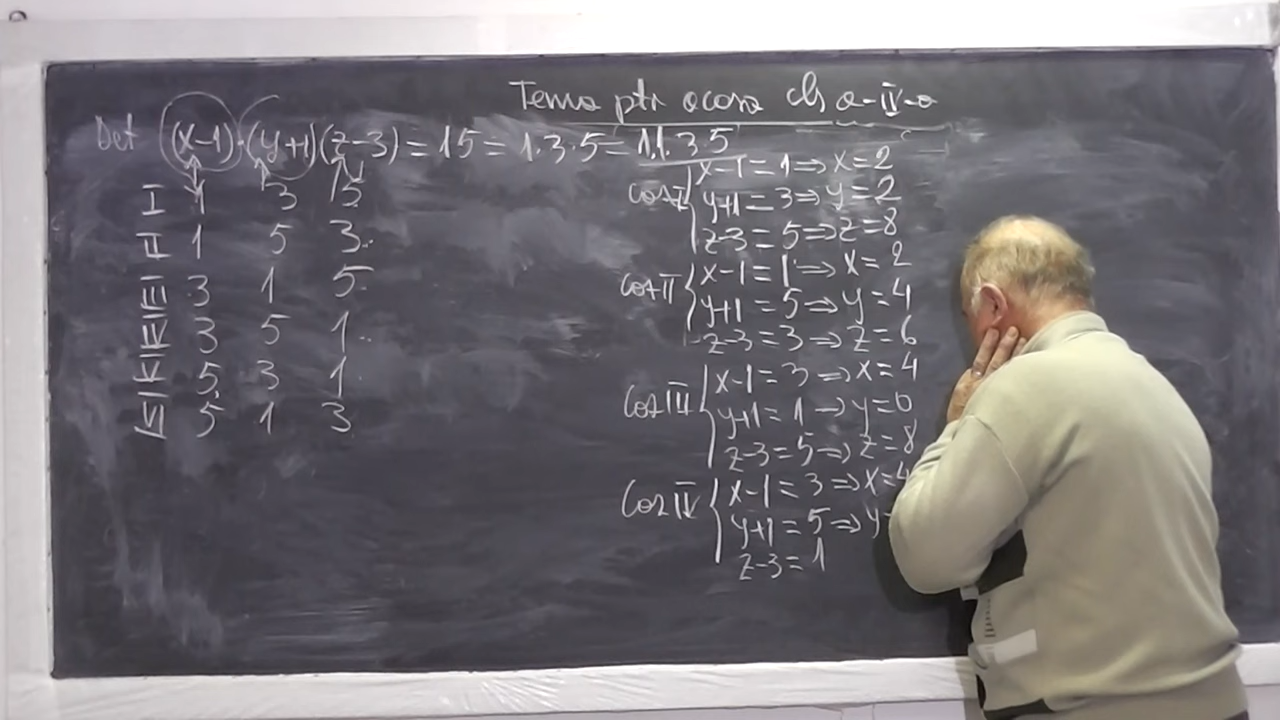 Tema ptr acasa cls a-IV-a
Det (x-1)·(y+1)(z-3) = 15 = 1.3.5 = 1.1.3.5
I 1 3 5
II 1 5 3
III 3 1 5
IV 3 5 1
V 5 3 1
VI 5 1 3
Caz I x-1 = 1 ⇒ x = 2
y+1 = 3 ⇒ y = 2
z-3 = 5 ⇒ z = 8
Caz II x-1 = 1 ⇒ x = 2
y+1 = 5 ⇒ y = 4
z-3 = 3 ⇒ z = 6
Caz III x-1 = 3 ⇒ x = 4
y+1 = 1 ⇒ y = 0
z-3 = 5 ⇒ z = 8
Caz IV x-1 = 3 ⇒ x = 4
y+1 = 5 ⇒ y
z-3 = 1